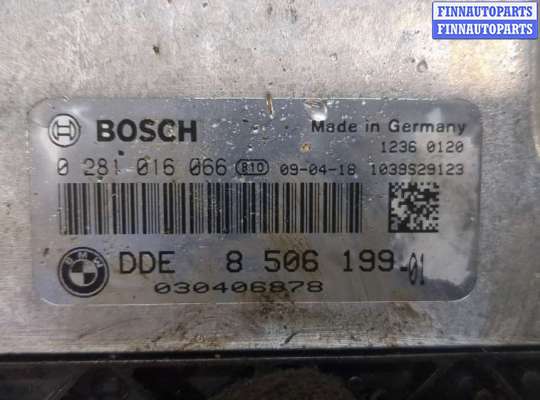 FINNAUTOPARTS
FINNAUTOPARTS
BOSCH Made in Germany
1236 0120
0 281 016 066 810 09-04-18 1039S29123
BMW DDE 8 506 199-01
030406878